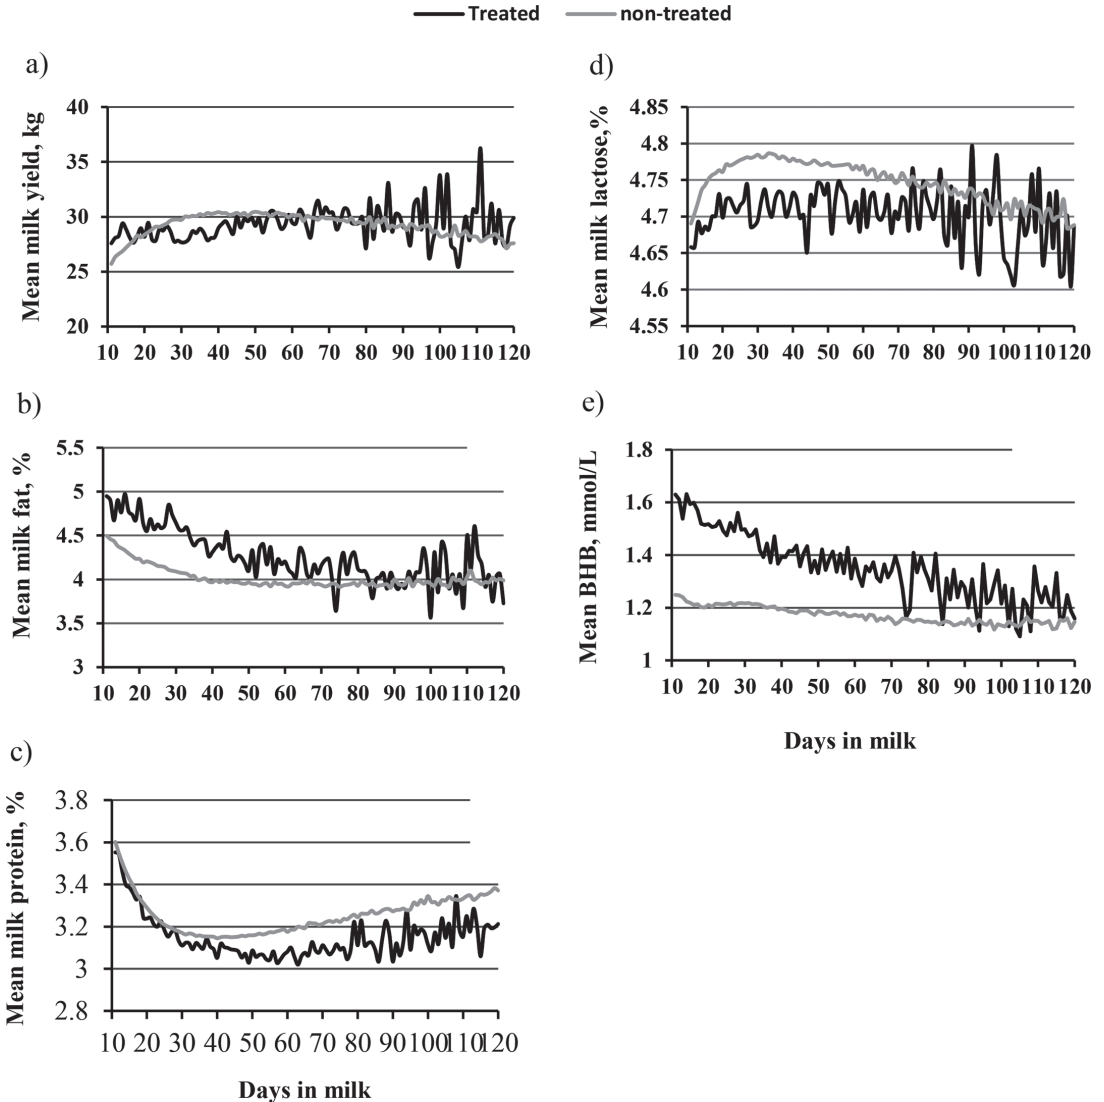 Treated non-treated
a)
Mean milk yield, kg
40
35
30
25
20
10 20 30 40 50 60 70 80 90 100 110 120
d)
Mean milk lactose,%
4.85
4.8
4.75
4.7
4.65
4.6
4.55
10 20 30 40 50 60 70 80 90 100 110 120
b)
Mean milk fat, %
5.5
5
4.5
4
3.5
3
10 20 30 40 50 60 70 80 90 100 110 120
e)
Mean BHB, mmol/L
1.8
1.6
1.4
1.2
1
10 20 30 40 50 60 70 80 90 100 110 120
Days in milk
c)
Mean milk protein, %
3.8
3.6
3.4
3.2
3
2.8
10 20 30 40 50 60 70 80 90 100 110 120
Days in milk